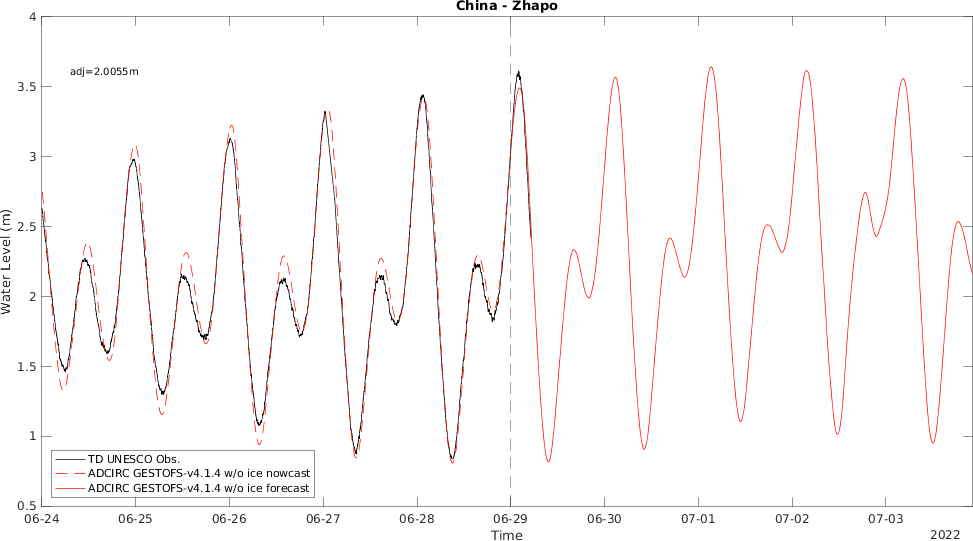 China - Zhapo
4
3.5
3
2.5
2
1.5
1
0.5
Water Level (m)
adj=2.0055m
TD UNESCO Obs.
ADCIRC GESTOFS-v4.1.4 w/o ice nowcast
ADCIRC GESTOFS-v4.1.4 w/o ice forecast
06-24 06-25 06-26 06-27 06-28 06-29 06-30 07-01 07-02 07-03
Time
2022